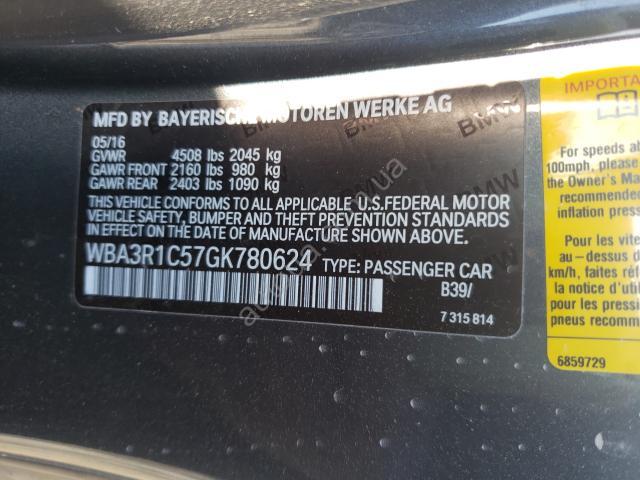 MFD BY BAYERISCHE MOTOREN WERKE AG
05/16
GVWR 4508 lbs 2045 kg
GAWR FRONT 2160 lbs 980 kg
GAWR REAR 2403 lbs 1090 kg
THIS VEHICLE CONFORMS TO ALL APPLICABLE U.S.FEDERAL MOTOR
VEHICLE SAFETY, BUMPER AND THEFT PREVENTION STANDARDS
IN EFFECT ON THE DATE OF MANUFACTURE SHOWN ABOVE.
WBA3R1C57GK780624 TYPE: PASSENGER CAR
B39/
7 315 814
IMPORTA
For speeds ab
100mph, please
the Owner's Ma
recommended
inflation press
Pour les vite
au-dessus de
km/h, faites
la notice d'util
pour les pressi
pneus recomm
6859729